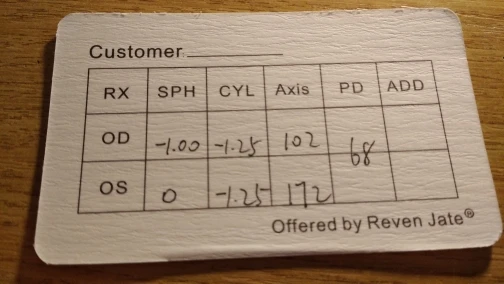 Customer
RX SPH CYL Axis PD ADD
OD -1.00 -1.25 102 68
OS 0 -1.25 172
Offered by Reven Jate®